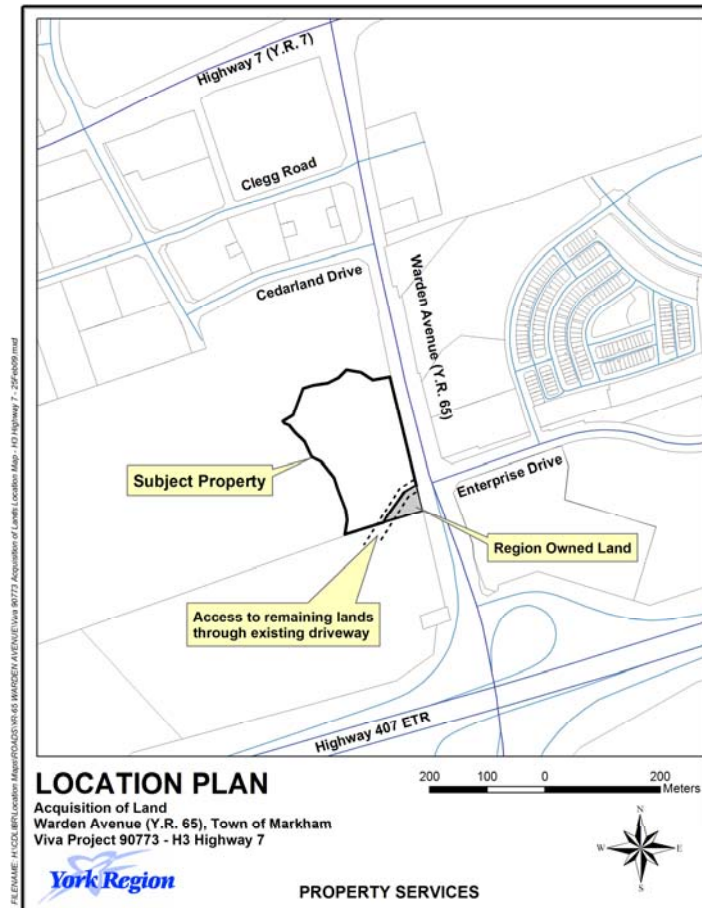 Highway 7 (Y.R. 7)
Clegg Road
Cedarland Drive
Warden Avenue (Y.R. 65)
Subject Property
Enterprise Drive
Region Owned Land
Access to remaining lands
through existing driveway
Highway 407 ETR
LOCATION PLAN
Acquisition of Land
Warden Avenue (Y.R. 65), Town of Markham
Viva Project 90773 - H3 Highway 7
200 100 0 200
Meters
N
W E
S
York Region
PROPERTY SERVICES